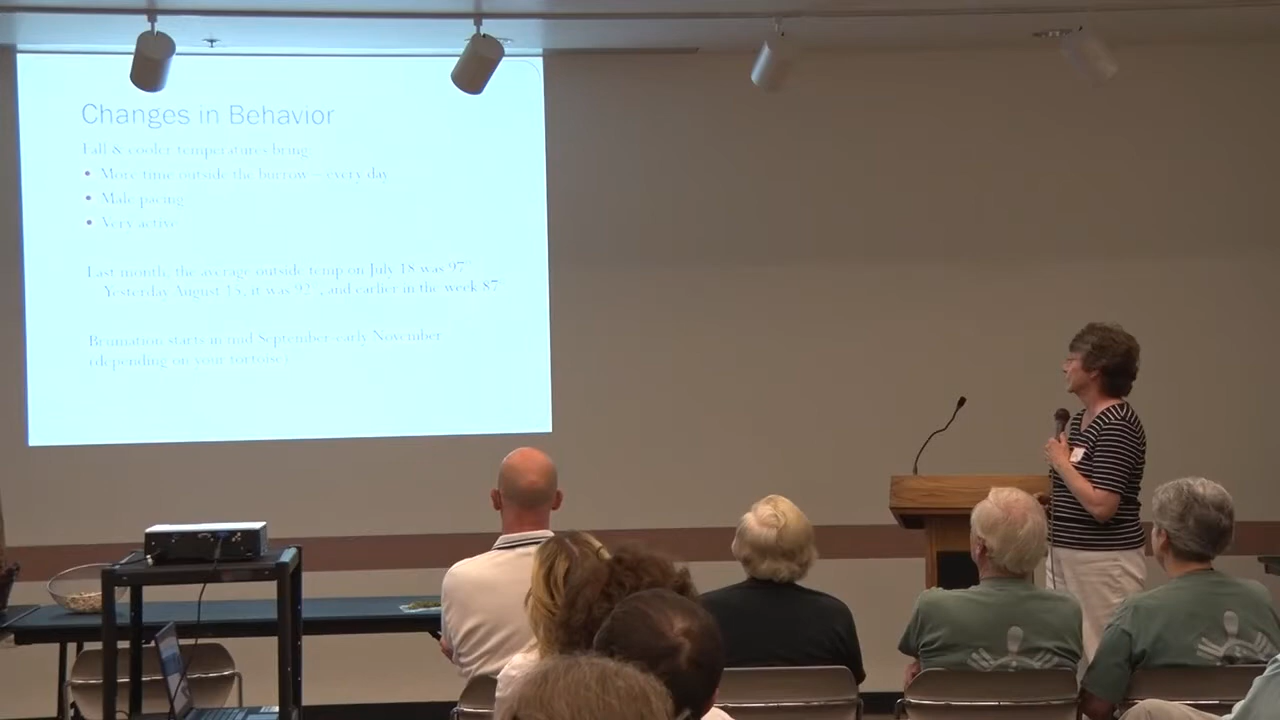 Changes in Behavior
Fall & cooler temperatures bring:
• More time outside the burrow – every day
• Male pacing
• Very active
Last month, the average outside temp on July 18 was 97°
Yesterday August 15, it was 92°, and earlier in the week 87°
Brumation starts in mid September-early November
(depending on your tortoise)